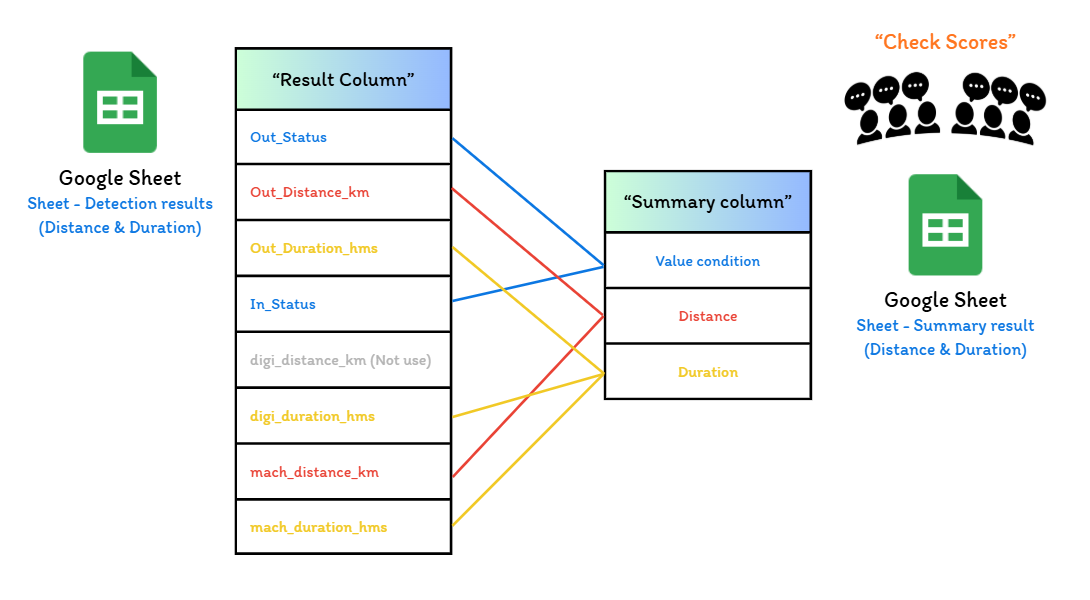 “Check Scores”
“Result Column”
Out_Status
Google Sheet
Sheet - Detection results
(Distance & Duration)
Out_Distance_km
Out_Duration_hms
In_Status
digi_distance_km (Not use)
digi_duration_hms
mach_distance_km
mach_duration_hms
“Summary column”
Value condition
Distance
Duration
Google Sheet
Sheet - Summary result
(Distance & Duration)